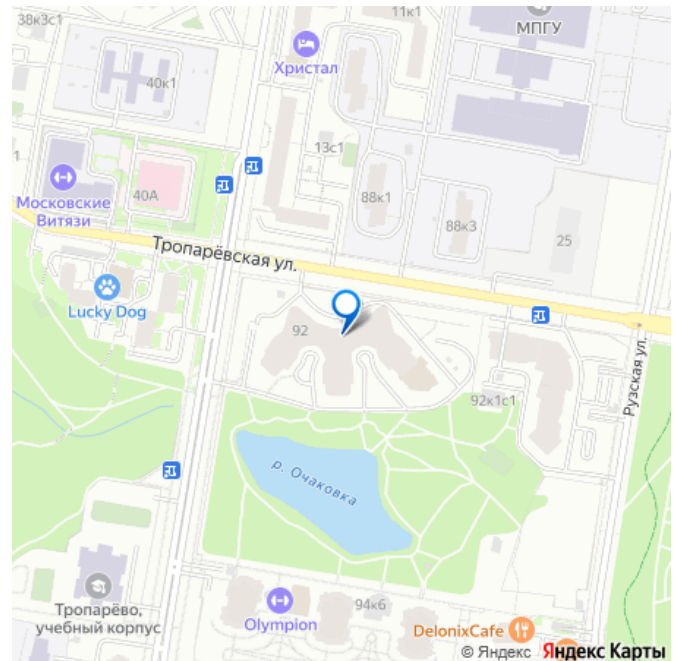 38к3с1
11к1
МПГУ
Христал
40к1
13с1
Московские
Витязи
40А
88к1
88к3
25
Тропарёвская ул.
Lucky Dog
92
92к1с1
Рузская ул.
р. Очаковка
Тропарёво,
учебный корпус
Olympion
94к6
DelonixCafe
© Яндекс Яндекс Карты